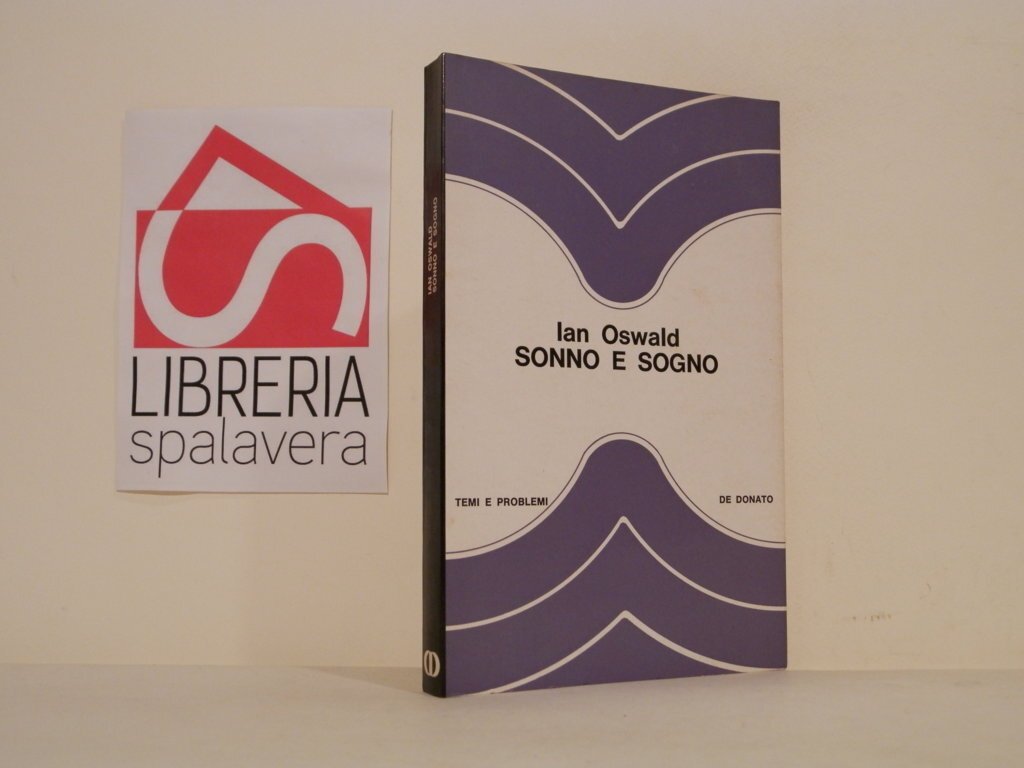 LIBRERIA
spalavera
IAN OSWALD
SONNO E SOGNO
Ian Oswald
SONNO E SOGNO
TEMI E PROBLEMI
DE DONATO